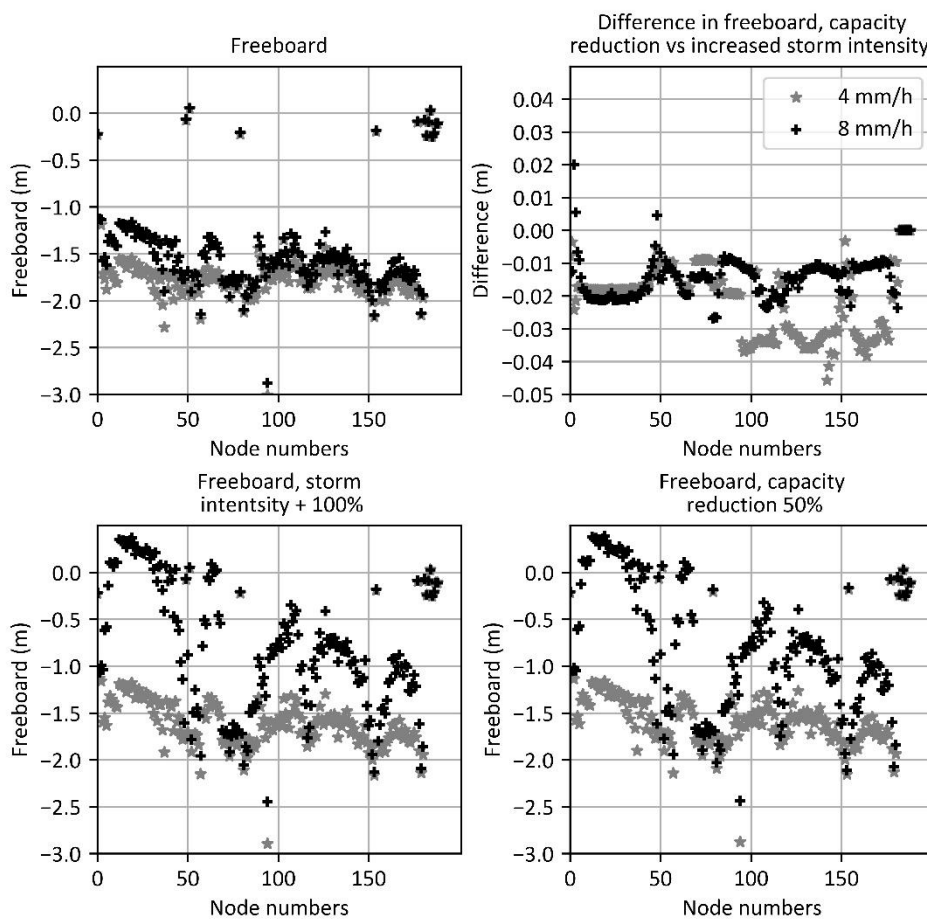 Freeboard
0.0
−0.5
−1.0
−1.5
−2.0
−2.5
−3.0
Freeboard (m)
0
50
100
150
Node numbers
Difference in freeboard, capacity
reduction vs increased storm intensity
4 mm/h
8 mm/h
0.04
0.03
0.02
0.01
0.00
−0.01
−0.02
−0.03
−0.04
−0.05
Difference (m)
0
50
100
150
Node numbers
Freeboard, storm
intentsity + 100%
0.0
−0.5
−1.0
−1.5
−2.0
−2.5
−3.0
Freeboard (m)
0
50
100
150
Node numbers
Freeboard, capacity
reduction 50%
0.0
−0.5
−1.0
−1.5
−2.0
−2.5
−3.0
Freeboard (m)
0
50
100
150
Node numbers